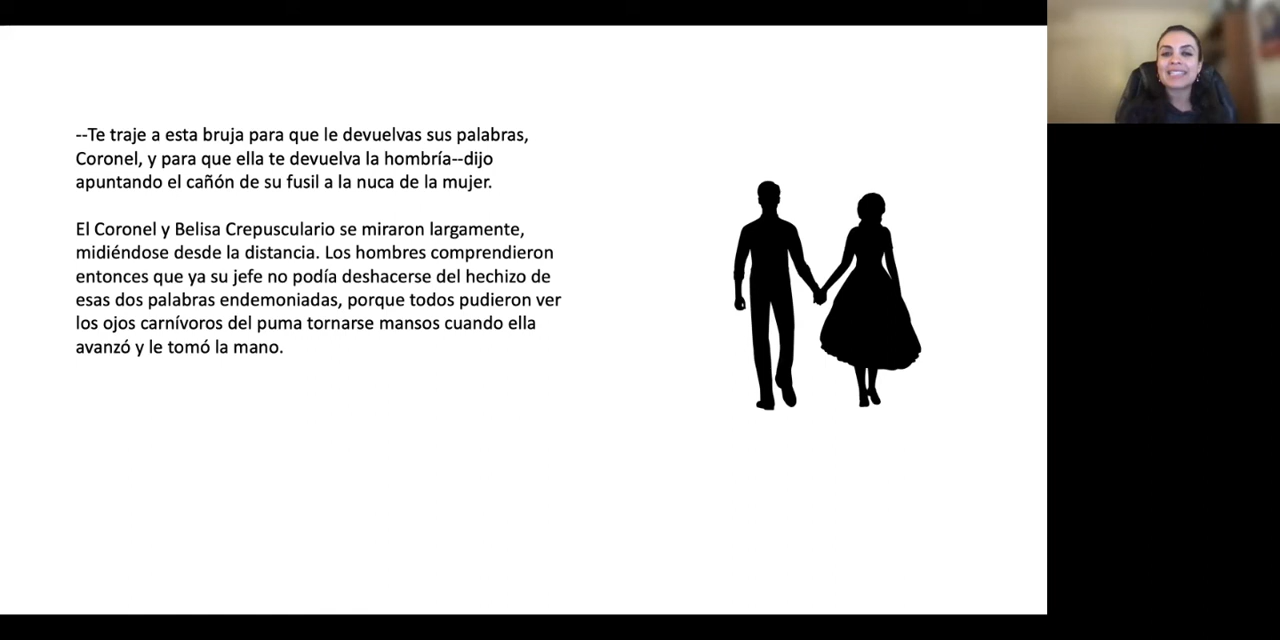 --Te traje a esta bruja para que le devuelvas sus palabras,
Coronel, y para que ella te devuelva la hombría--dijo
apuntando el cañón de su fusil a la nuca de la mujer.
El Coronel y Belisa Crepusculario se miraron largamente,
midiéndose desde la distancia. Los hombres comprendieron
entonces que ya su jefe no podía deshacerse del hechizo de
esas dos palabras endemoniadas, porque todos pudieron ver
los ojos carnívoros del puma tornarse mansos cuando ella
avanzó y le tomó la mano.